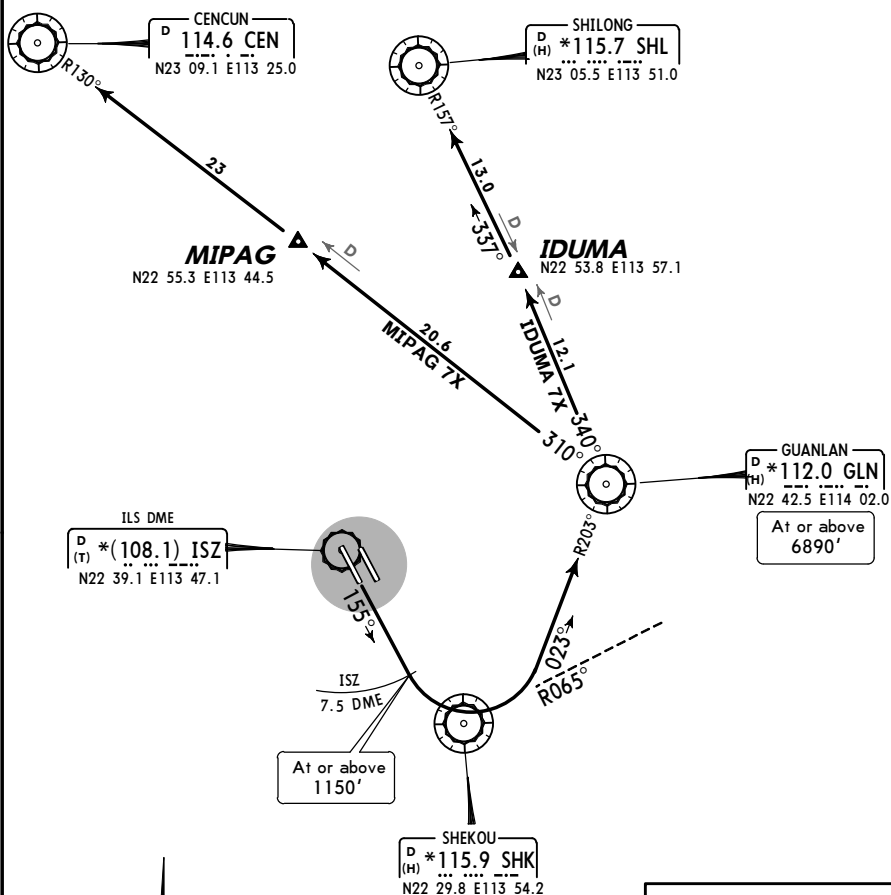 CENCUN
D 114.6 CEN
N23 09.1 E113 25.0
SHILONG
D
(H) *115.7 SHL
N23 05.5 E113 51.0
R130°
R157°
23
13.0
D
337°
MIPAG
N22 55.3 E113 44.5
D
IDUMA
N22 53.8 E113 57.1
D
20.6
MIPAG 7X
12.1
IDUMA 7X
310°
340°
GUANLAN
D
(H) *112.0 GLN
N22 42.5 E114 02.0
At or above
6890'
ILS DME
D
(T) *(108.1) ISZ
N22 39.1 E113 47.1
R203°
155°
023°
R065°
ISZ
7.5 DME
At or above
1150'
SHEKOU
D
(H) *115.9 SHK
N22 29.8 E113 54.2